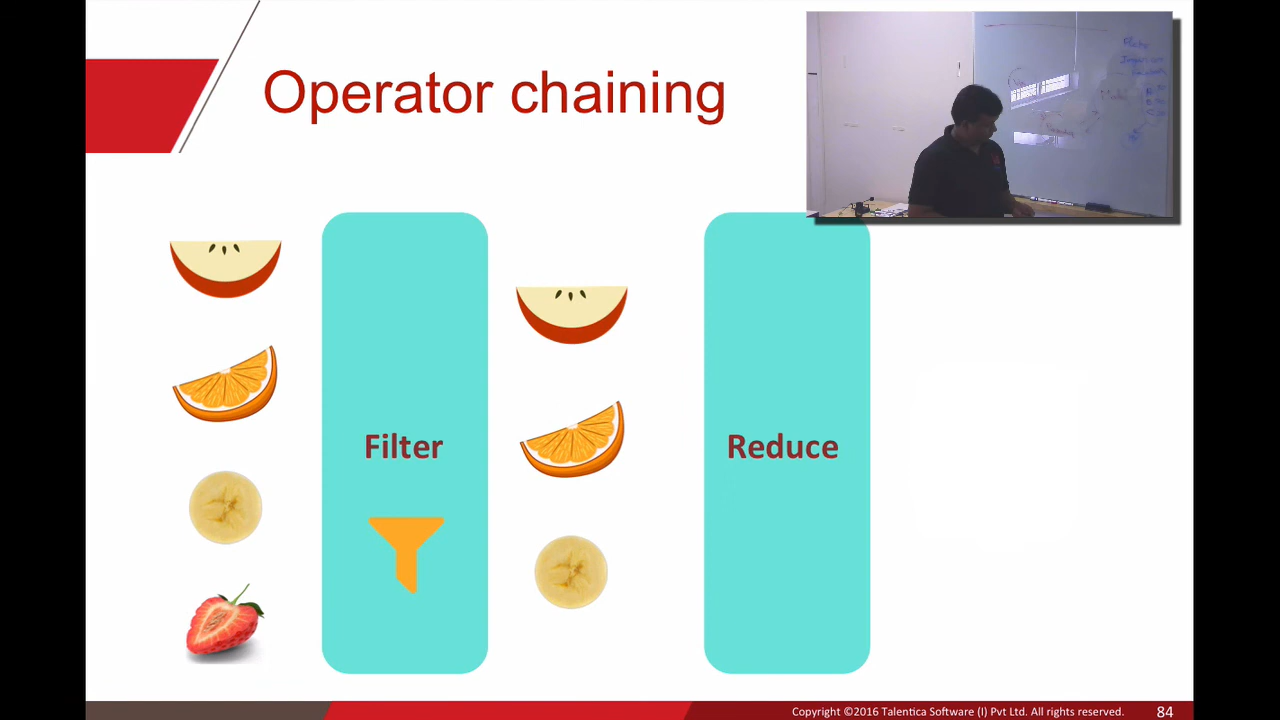 Operator chaining
Filter
Reduce
Copyright ©2016 Talentica Software (I) Pvt Ltd. All rights reserved.
84